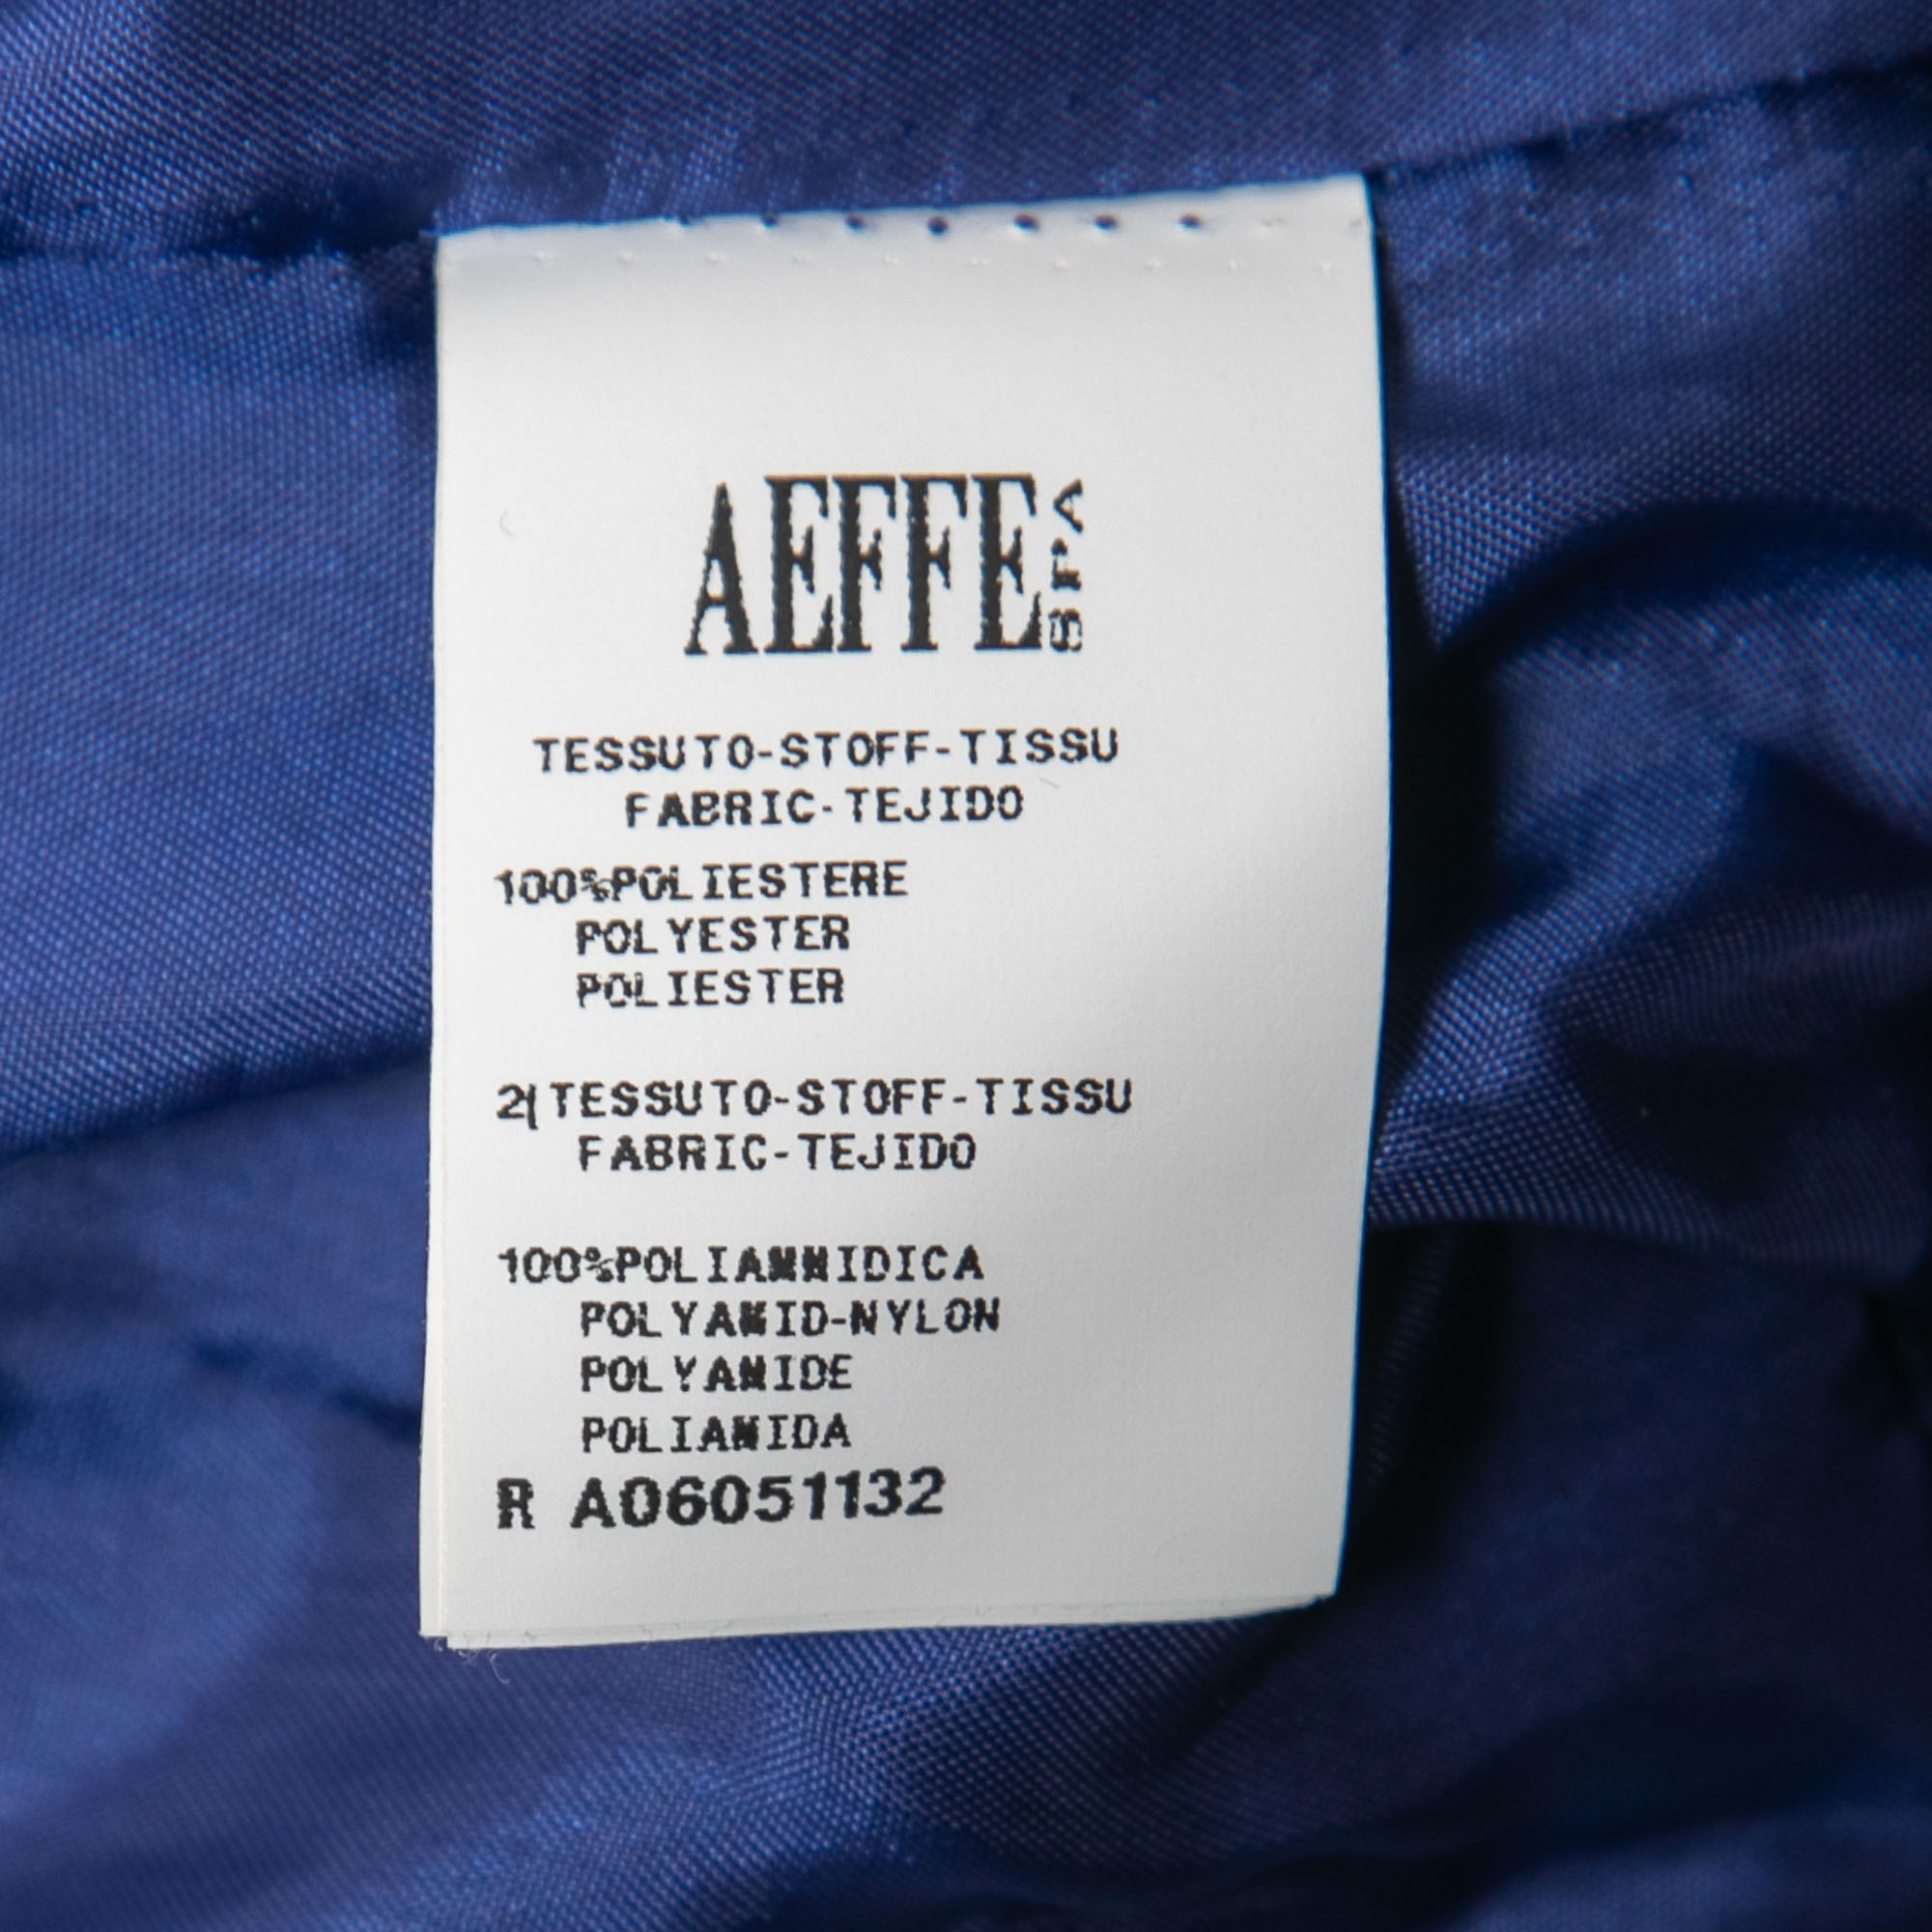 AEFFE SPA
TESSUTO-STOFF-TISSU
FABRIC-TEJIDO
100%POLIESTERE
POLYESTER
POLIESTER
2(TESSUTO-STOFF-TISSU
FABRIC-TEJIDO
100%POLIAMMIDICA
POLYAMID-NYLON
POLYAMIDE
POLIAMIDA
R A06051132